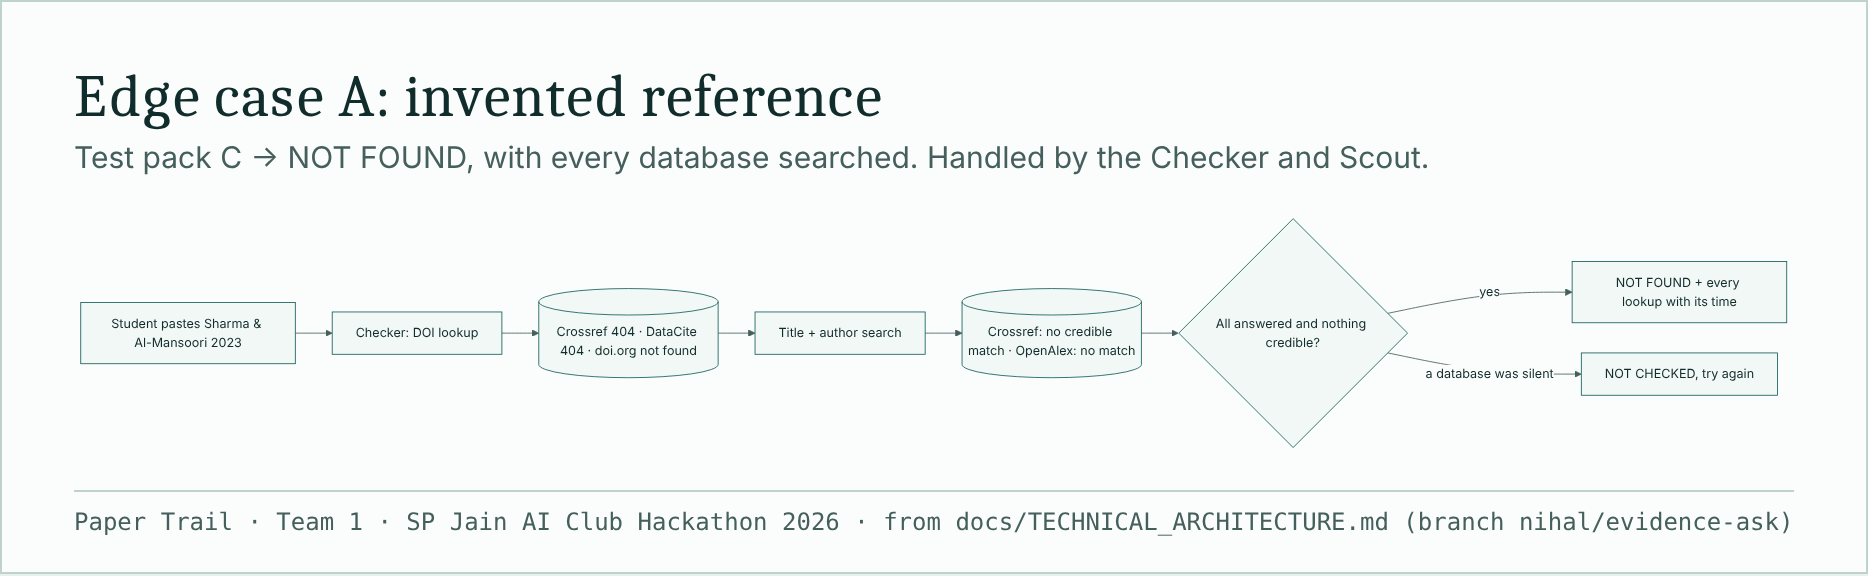 Edge case A: invented reference
Test pack C → NOT FOUND, with every database searched. Handled by the Checker and Scout.
Student pastes Sharma &
Al-Mansoori 2023
Checker: DOI lookup
Crossref 404 · DataCite
404 · doi.org not found
Title + author search
Crossref: no credible
match · OpenAlex: no match
All answered and nothing
credible?
yes
NOT FOUND + every
lookup with its time
a database was silent
NOT CHECKED, try again
Paper Trail · Team 1 · SP Jain AI Club Hackathon 2026 · from docs/TECHNICAL_ARCHITECTURE.md (branch nihal/evidence-ask)